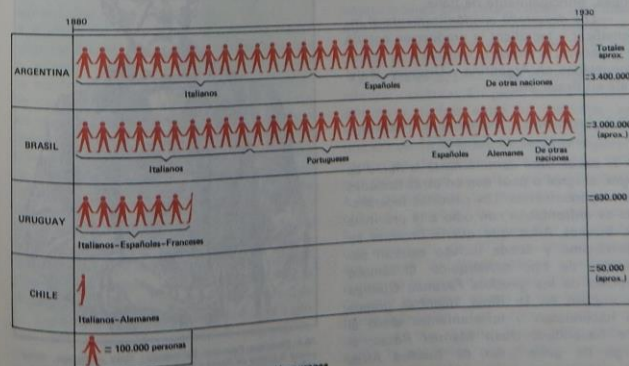 1880
1930
Totales
aprox.
ARGENTINA
Italianos
Españoles
De otras naciones
=3.400.000
BRASIL
Italianos
Portugueses
Españoles
Alemanes
De otras
naciones
=3.000.000
(aprox.)
URUGUAY
Italianos-Españoles-Franceses
=630.000
CHILE
Italianos-Alemanes
=50.000
(aprox.)
= 100.000 personas